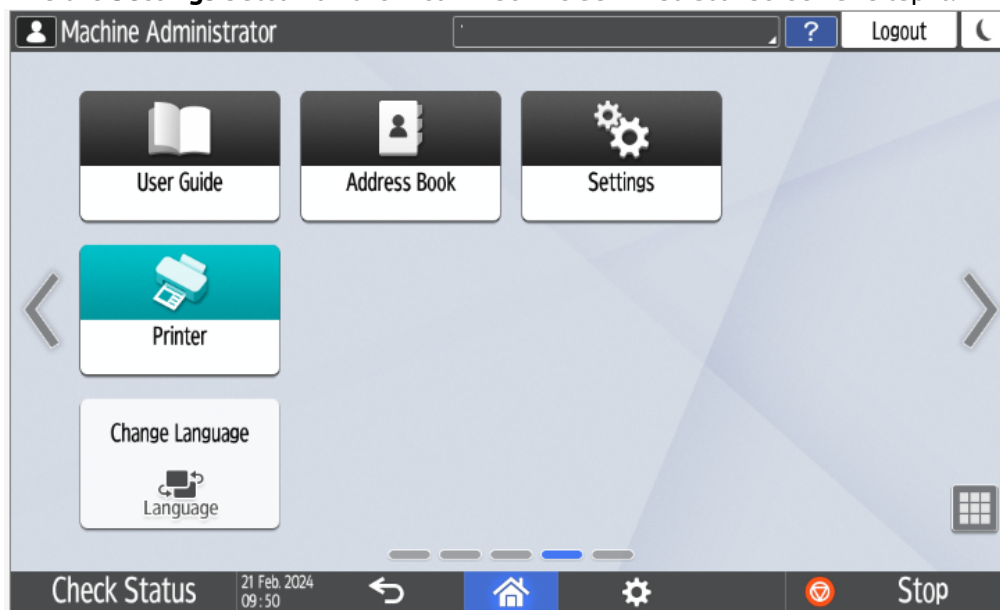 Machine Administrator
? Logout
User Guide
Address Book
Settings
Printer
Change Language
Language
Check Status
21 Feb. 2024
09:50
Stop